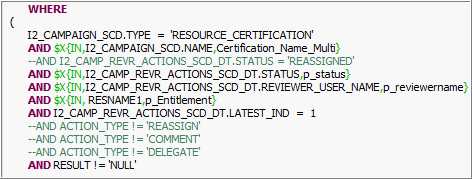 WHERE
(
I2_CAMPAIGN_SCD.TYPE = 'RESOURCE_CERTIFICATION'
AND $X{IN,I2_CAMPAIGN_SCD.NAME,Certification_Name_Multi}
--AND I2_CAMP_REVR_ACTIONS_SCD_DT.STATUS = 'REASSIGNED'
AND $X{IN,I2_CAMP_REVR_ACTIONS_SCD_DT.STATUS,p_status}
AND $X{IN,I2_CAMP_REVR_ACTIONS_SCD_DT.REVIEWER_USER_NAME,p_reviewername}
AND $X{IN, RESNAME1,p_Entitlement}
AND I2_CAMP_REVR_ACTIONS_SCD_DT.LATEST_IND = 1
--AND ACTION_TYPE != 'REASSIGN'
--AND ACTION_TYPE != 'COMMENT'
--AND ACTION_TYPE != 'DELEGATE'
AND RESULT != 'NULL'